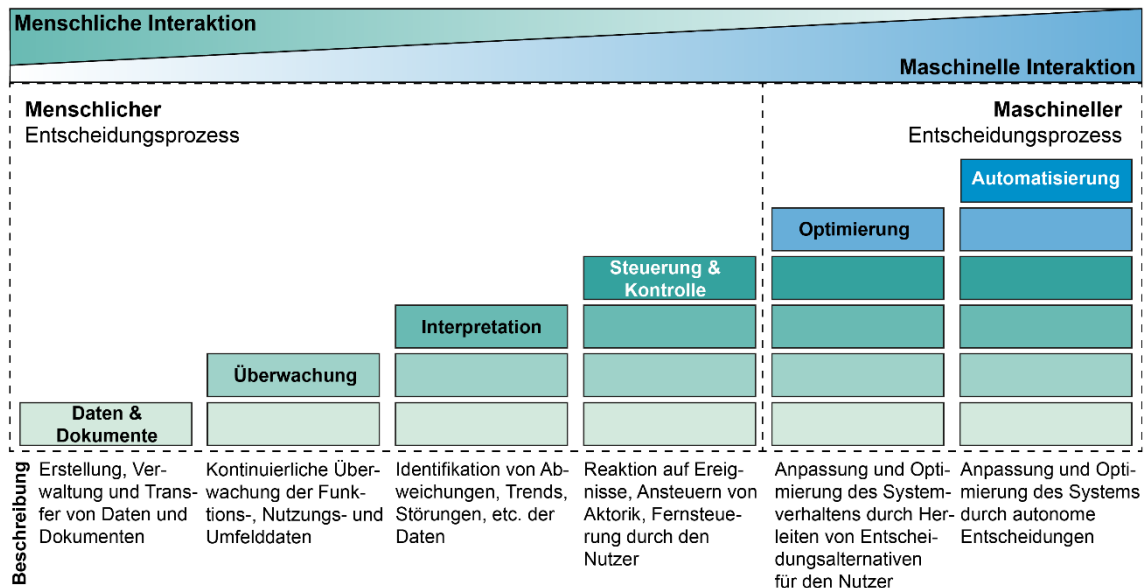 Menschliche Interaktion
Maschinelle Interaktion
Menschlicher
Entscheidungsprozess
Maschineller
Entscheidungsprozess
Automatisierung
Optimierung
Steuerung &
Kontrolle
Interpretation
Überwachung
Daten &
Dokumente
Beschreibung
Erstellung, Ver-
waltung und Trans-
fer von Daten und
Dokumenten
Kontinuierliche Über-
wachung der Funk-
tions-, Nutzungs- und
Umfelddaten
Identifikation von Ab-
weichungen, Trends,
Störungen, etc. der
Daten
Reaktion auf Ereig-
nisse, Ansteuern von
Aktorik, Fernsteue-
rung durch den
Nutzer
Anpassung und Opti-
mierung des System-
verhaltens durch Her-
leiten von Entschei-
dungsalternativen
für den Nutzer
Anpassung und Opti-
mierung des Systems
durch autonome
Entscheidungen